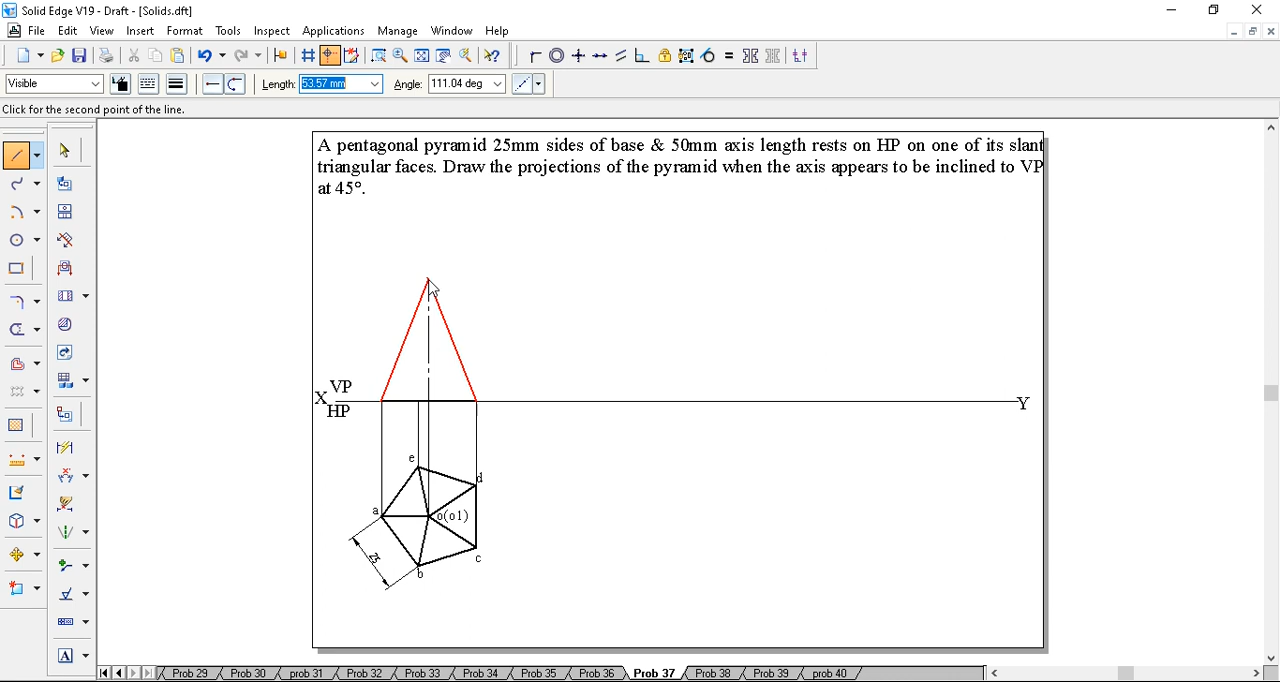 Solid Edge V19 - Draft - [Solids.dft]
File Edit View Insert Format Tools Inspect Applications Manage Window Help
Visible Length: 53.57 mm Angle: 111.04 deg
Click for the second point of the line.
A pentagonal pyramid 25mm sides of base & 50mm axis length rests on HP on one of its slant
triangular faces. Draw the projections of the pyramid when the axis appears to be inclined to VP
at 45°.
X VP
HP
Y
e
d
a
o(o1)
25
b
c
A
Prob 29 Prob 30 prob 31 Prob 32 Prob 33 Prob 34 Prob 35 Prob 36 Prob 37 Prob 38 Prob 39 prob 40